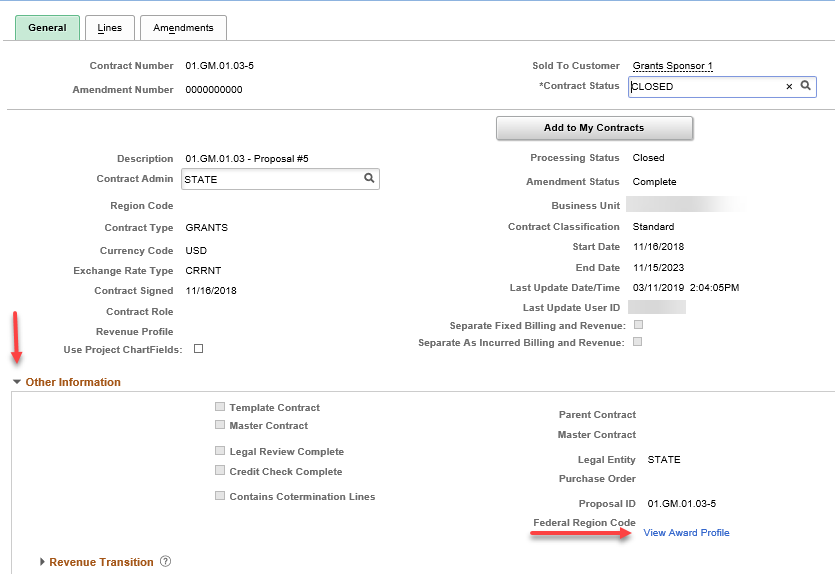 General Lines Amendments
Contract Number 01.GM.01.03-5 Sold To Customer Grants Sponsor 1
Amendment Number 0000000000 *Contract Status CLOSED ×
Add to My Contracts
Description 01.GM.01.03 - Proposal #5 Processing Status Closed
Contract Admin STATE Amendment Status Complete
Region Code Business Unit
Contract Type GRANTS Contract Classification Standard
Currency Code USD Start Date 11/16/2018
Exchange Rate Type CRRNT End Date 11/15/2023
Contract Signed 11/16/2018 Last Update Date/Time 03/11/2019 2:04:05PM
Contract Role Last Update User ID
Revenue Profile Separate Fixed Billing and Revenue:
Use Project ChartFields: Separate As Incurred Billing and Revenue:
Other Information
Template Contract Parent Contract
Master Contract Master Contract
Legal Review Complete Legal Entity STATE
Credit Check Complete Purchase Order
Contains Cotermination Lines Proposal ID 01.GM.01.03-5
Federal Region Code
View Award Profile
Revenue Transition ?